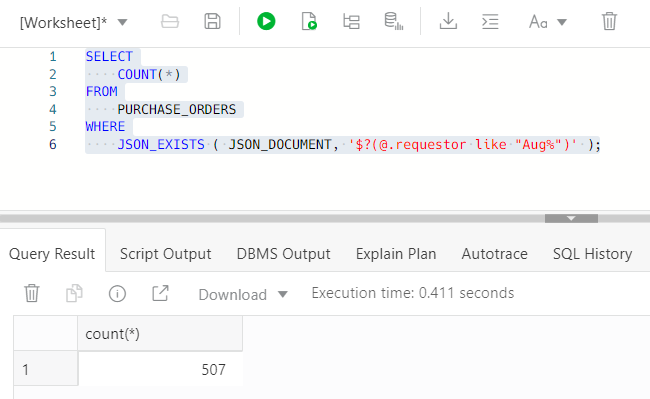 [Worksheet]*
Aa
1 SELECT
2 COUNT(*)
3 FROM
4 PURCHASE_ORDERS
5 WHERE
6 JSON_EXISTS ( JSON_DOCUMENT, '$?(@.requestor like "Aug%")' );
Query Result Script Output DBMS Output Explain Plan Autotrace SQL History
Download Execution time: 0.411 seconds
count(*)
1 507